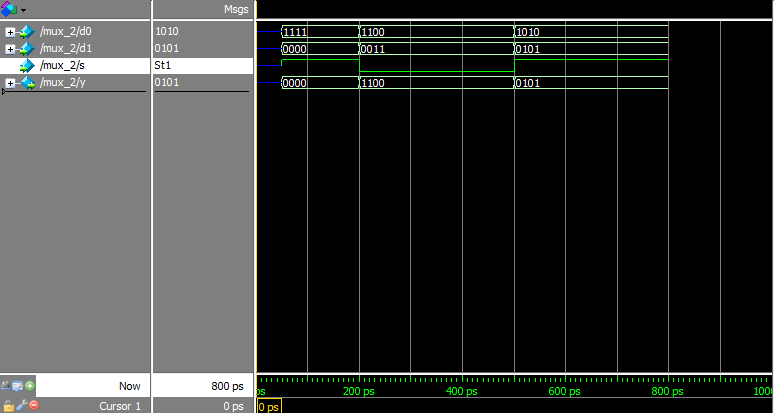 Msgs
/mux_2/d0 1010 1111 1100 1010
/mux_2/d1 0101 0000 0011 0101
/mux_2/s St1
/mux_2/y 0101 0000 1100 0101
Now 800 ps ps 200 ps 400 ps 600 ps 800 ps 1000
Cursor 1 0 ps 0 ps